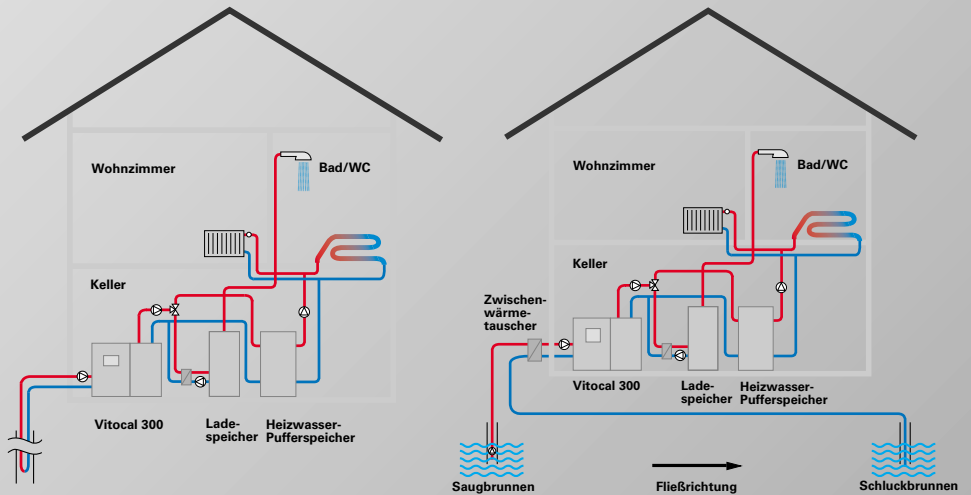 Wohnzimmer
Bad/WC
Keller
Vitocal 300
Lade-
speicher
Heizwasser-
Pufferspeicher
Wohnzimmer
Bad/WC
Keller
Zwischen-
wärme-
tauscher
Vitocal 300
Lade-
speicher
Heizwasser-
Pufferspeicher
Saugbrunnen
Fließrichtung
Schluckbrunnen